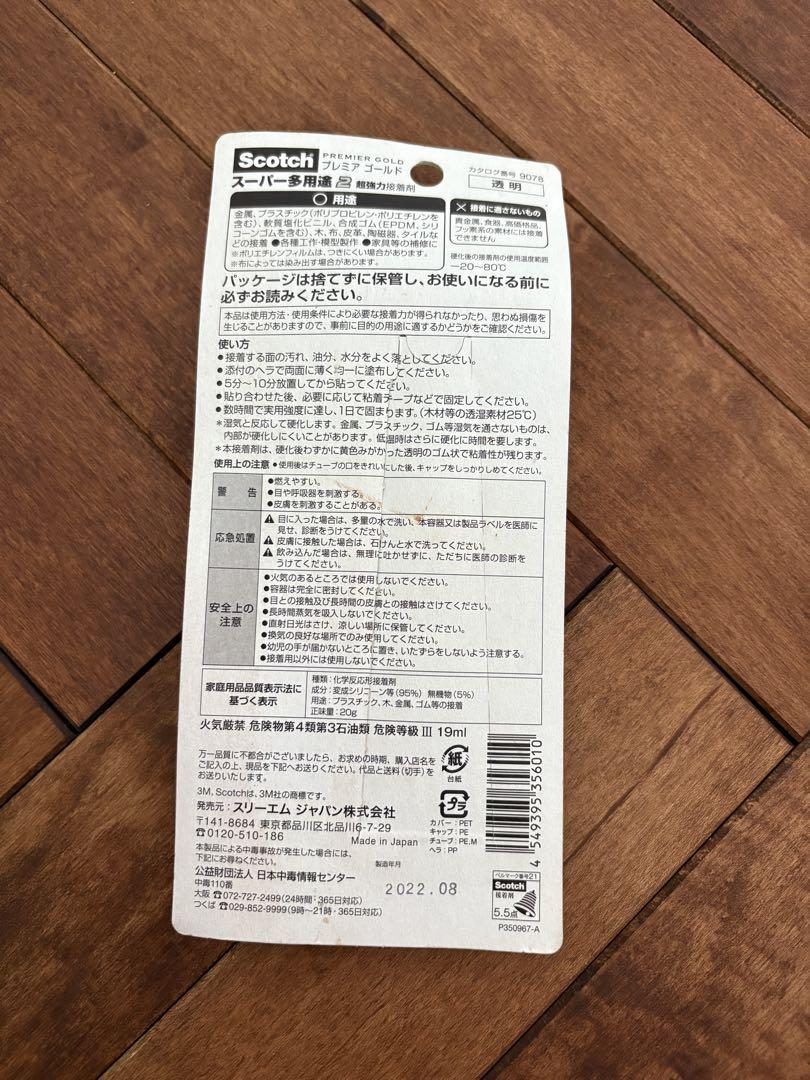 Scotch PREMIER GOLD
プレミア ゴールド
スーパー多用途2 超強力接着剤
カタログ番号 9078
透明
○ 用途
金属、プラスチック(ポリプロピレン・ポリエチレンを
含む)、軟質塩化ビニル、合成ゴム(EPDM、シリ
コーンゴムを含む)、木、布、皮革、陶磁器、タイルな
どの接着 ●各種工作・模型製作 ●家具等の補修に
※ポリエチレンフィルムは、つきにくい場合があります。
※布によっては染み出す場合があります。
× 接着に適さないもの
貴金属、食器、高価格品、
フッ素系の素材には接着
できません
硬化後の接着剤の使用温度範囲
−20〜80℃
パッケージは捨てずに保管し、お使いになる前に
必ずお読みください。
本品は使用方法・使用条件により必要な接着力が得られなかったり、思わぬ損傷を
生じることがありますので、事前に目的の用途に適するかどうかをご確認ください。
使い方
●接着する面の汚れ、油分、水分をよく落としてください。
●添付のヘラで両面に薄く均一に塗布してください。
●5分〜10分放置してから貼ってください。
●貼り合わせた後、必要に応じて粘着テープなどで固定してください。
●数時間で実用強度に達し、1日で固まります。(木材等の透湿素材25℃)
*湿気と反応して硬化します。金属、プラスチック、ゴム等湿気を通さないものは、
内部が硬化しにくいことがあります。低温時はさらに硬化に時間を要します。
*本接着剤は、硬化後わずかに黄色みがかった透明のゴム状で粘着性が残ります。
使用上の注意 ●使用後はチューブの口をきれいにした後、キャップをしっかりしめてください。
警 告
●燃えやすい。
●目や呼吸器を刺激する。
●皮膚を刺激することがある。
応急処置
▲ 目に入った場合は、多量の水で洗い、本容器又は製品ラベルを医師に
見せ、診断をうけてください。
▲ 皮膚に接触した場合は、石けんと水で洗ってください。
▲ 飲み込んだ場合は、無理に吐かせずに、ただちに医師の診断を
うけてください。
安全上の
注意
●火気のあるところでは使用しないでください。
●容器は完全に密封してください。
●目との接触及び長時間の皮膚との接触はさけてください。
●長時間蒸気を吸入しないでください。
●直射日光はさけ、涼しい場所に保管してください。
●換気の良好な場所でのみ使用してください。
●幼児の手が届かないところに置き、いたずらをしないよう注意する。
●接着用以外には使用しないでください。
家庭用品品質表示法に
基づく表示
種類:化学反応形接着剤
成分:変成シリコーン等(95%) 無機物(5%)
用途:プラスチック、木、金属、ゴム等の接着
正味量:20g
火気厳禁 危険物第4類第3石油類 危険等級 III 19ml
万一品質に不都合がございましたら、お求めの時期、購入店名を
ご記入の上、現品を下記へお送りください。代品と送料(切手)を
お送りいたします。
3M、Scotchは、3M社の商標です。
発売元:スリーエム ジャパン株式会社
〒141-8684 東京都品川区北品川6-7-29
☎0120-510-186
Made in Japan
本製品による中毒事故が発生した場合には、
下記にお尋ねください。
公益財団法人 日本中毒情報センター
中毒110番
大阪 ☎072-727-2499(24時間・365日対応)
つくば ☎029-852-9999(9時〜21時・365日対応)
製造年月
2022.08
紙
台紙
プラ
カバー:PET
キャップ:PE
チューブ:PE,M
ヘラ:PP
4 549395 356010
ベルマーク番号21
Scotch
接着剤
5.5点
P350967-A